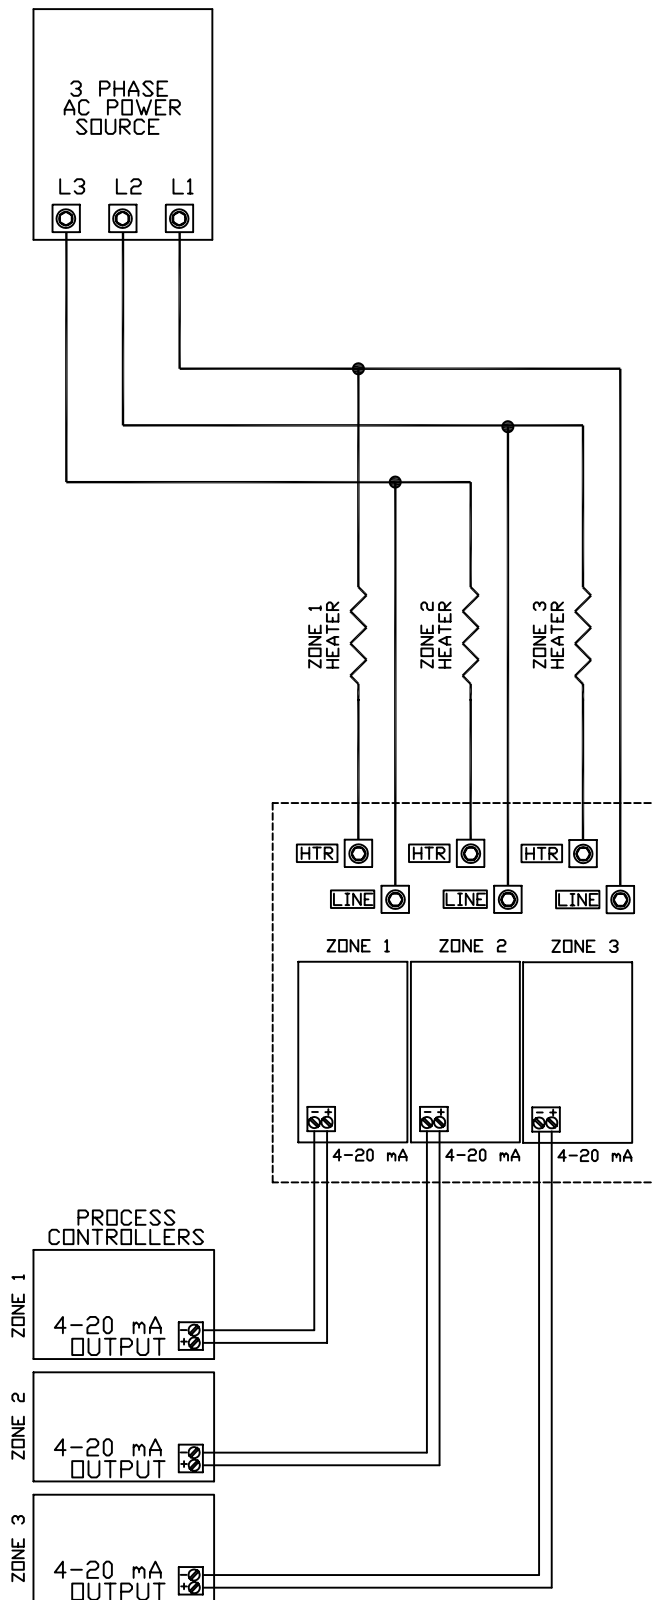 3 PHASE
AC POWER
SOURCE
L3 L2 L1
ZONE 1
HEATER
ZONE 2
HEATER
ZONE 3
HEATER
HTR HTR HTR
LINE LINE LINE
ZONE 1 ZONE 2 ZONE 3
- + - + - +
4-20 mA 4-20 mA 4-20 mA
PROCESS
CONTROLLERS
ZONE 1
4-20 mA -
OUTPUT +
ZONE 2
4-20 mA -
OUTPUT +
ZONE 3
4-20 mA -
OUTPUT +